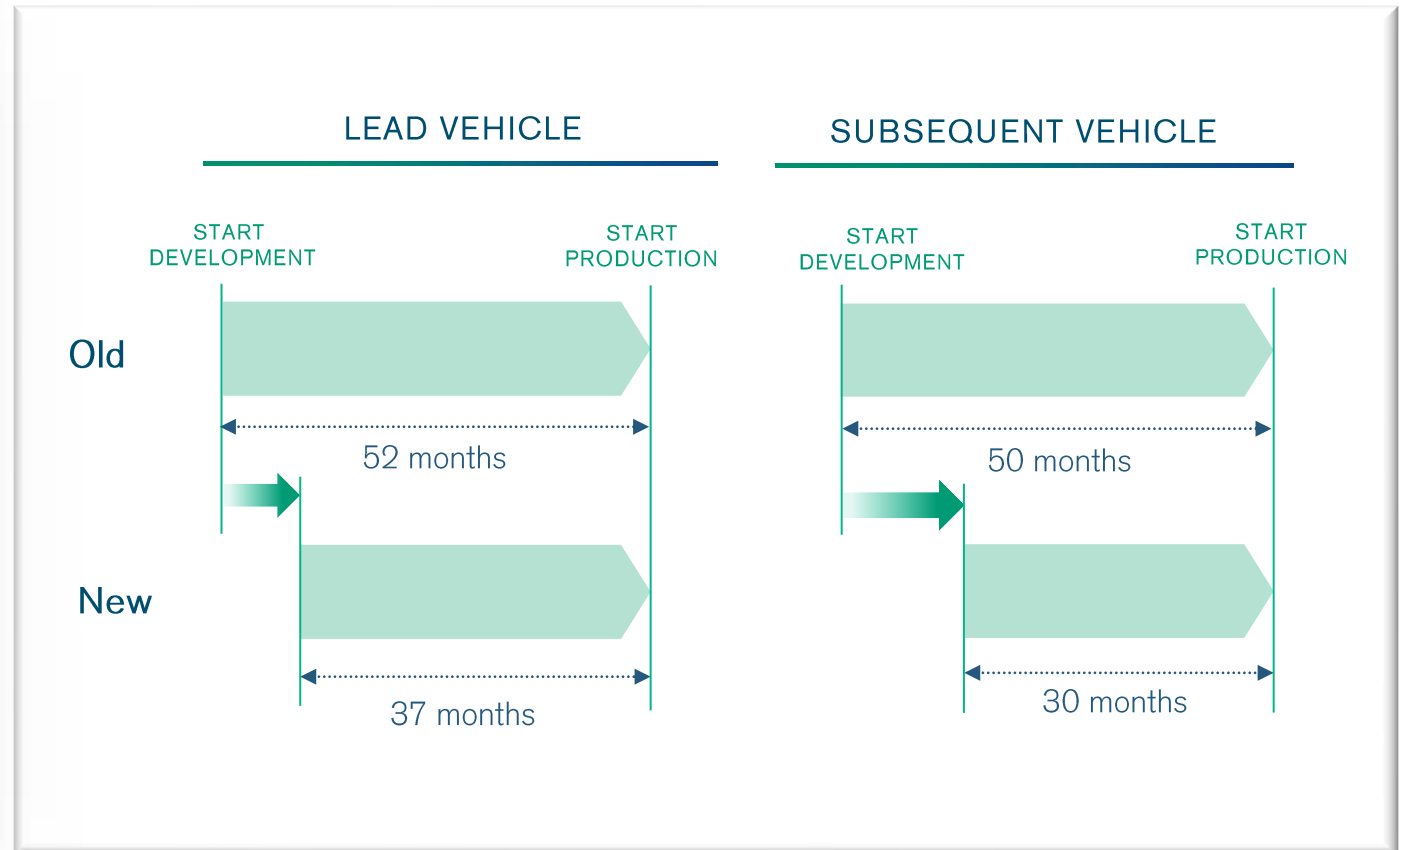 LEAD VEHICLE
SUBSEQUENT VEHICLE
START
DEVELOPMENT
START
PRODUCTION
START
DEVELOPMENT
START
PRODUCTION
Old
52 months
50 months
New
37 months
30 months